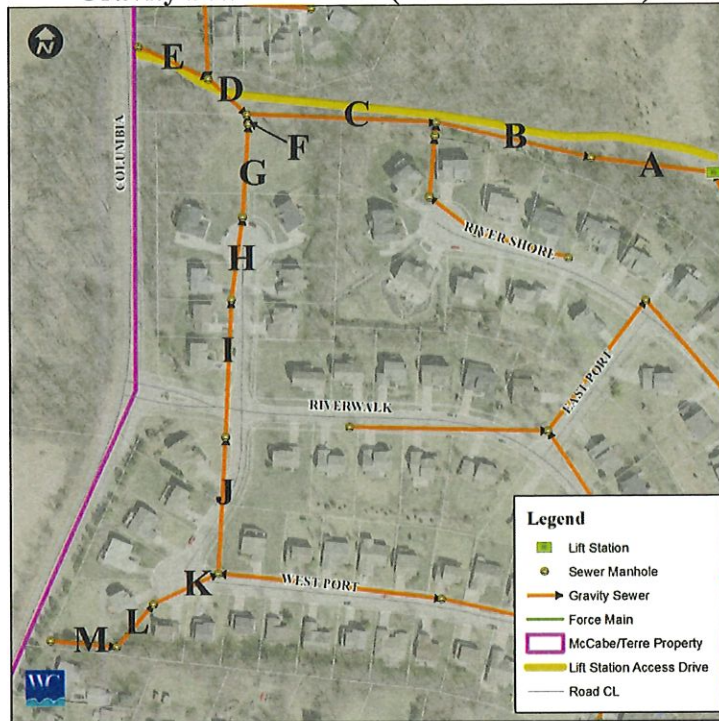 N
E
D
C
B
A
F
G
COLUMBIA
RIVER SHORE
H
I
EAST PORT
RIVERWALK
J
K
WEST PORT
L
M
WC
Legend
Lift Station
Sewer Manhole
Gravity Sewer
Force Main
McCabe/Terre Property
Lift Station Access Drive
Road CL